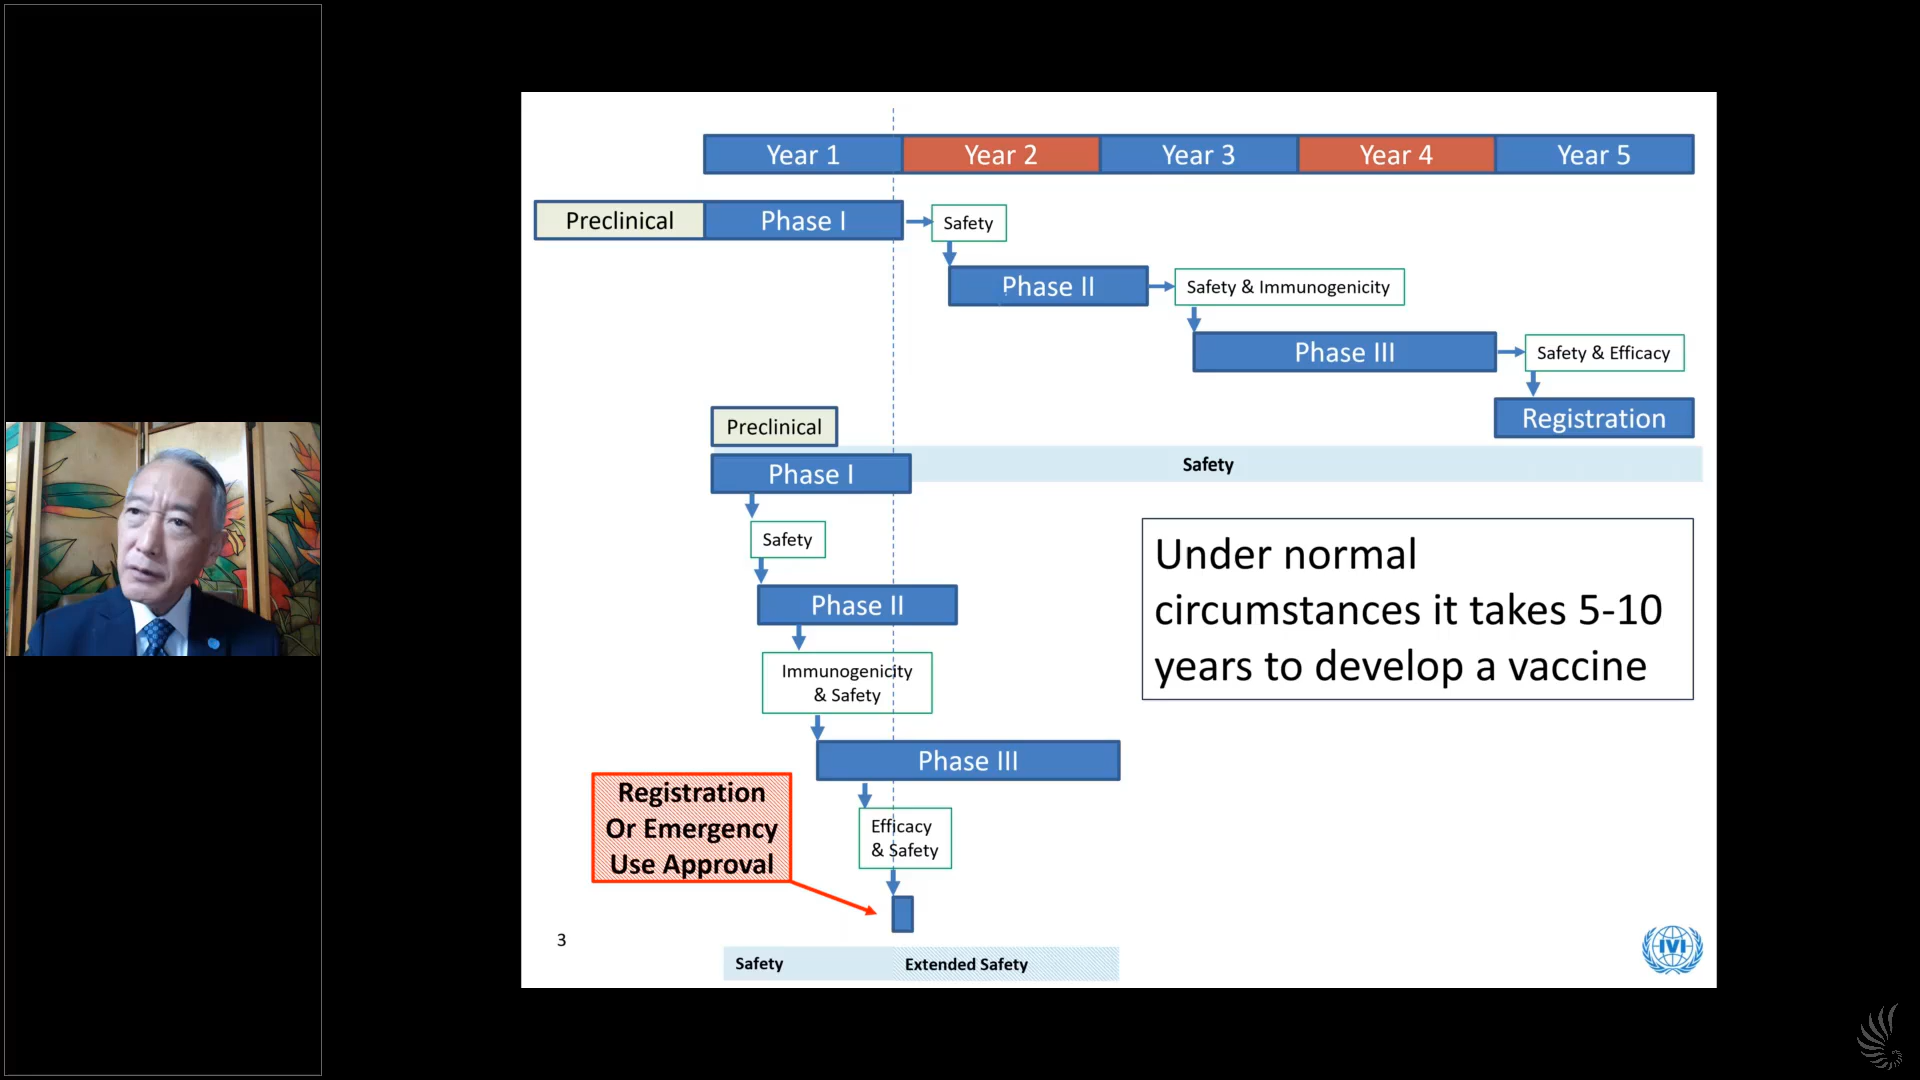 Year 1
Year 2
Year 3
Year 4
Year 5
Preclinical
Phase I
Safety
Phase II
Safety & Immunogenicity
Phase III
Safety & Efficacy
Registration
Preclinical
Safety
Phase I
Safety
Phase II
Immunogenicity
& Safety
Phase III
Efficacy
& Safety
Registration
Or Emergency
Use Approval
Under normal
circumstances it takes 5-10
years to develop a vaccine
3
Safety
Extended Safety
IVI